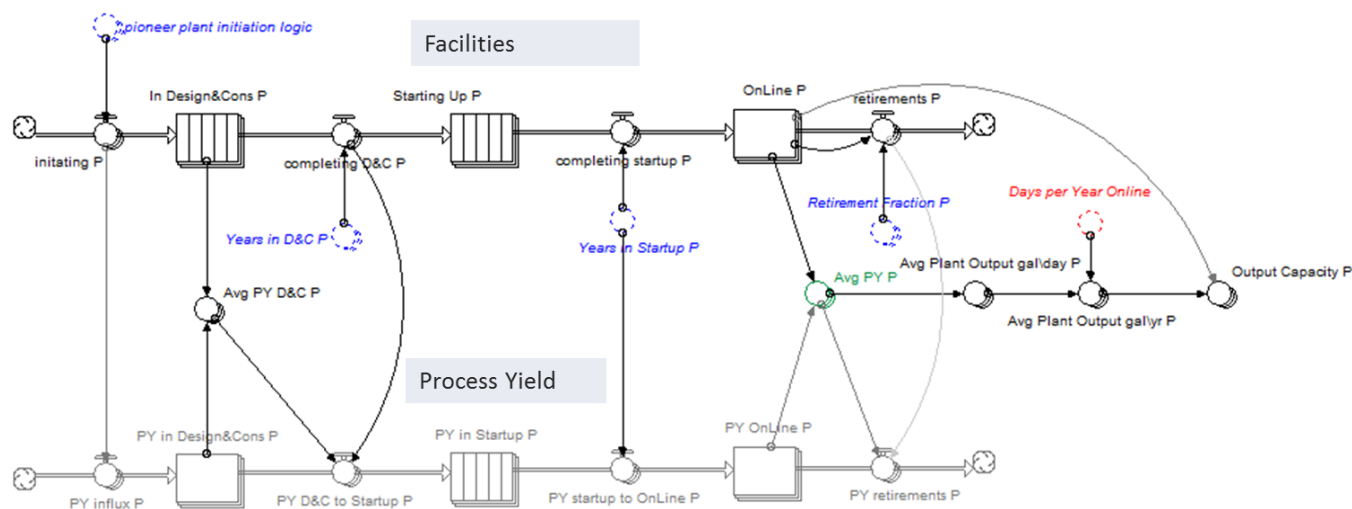 pioneer plant initiation logic
Facilities
In Design&Cons P
Starting Up P
OnLine P
retirements P
initating P
completing D&C P
completing startup P
Years in D&C P
Years in Startup P
Retirement Fraction P
Days per Year Online
Avg PY D&C P
Avg PY P
Avg Plant Output gal\day P
Output Capacity P
Avg Plant Output gal\yr P
Process Yield
PY in Design&Cons P
PY in Startup P
PY OnLine P
PY influx P
PY D&C to Startup P
PY startup to OnLine P
PY retirements P